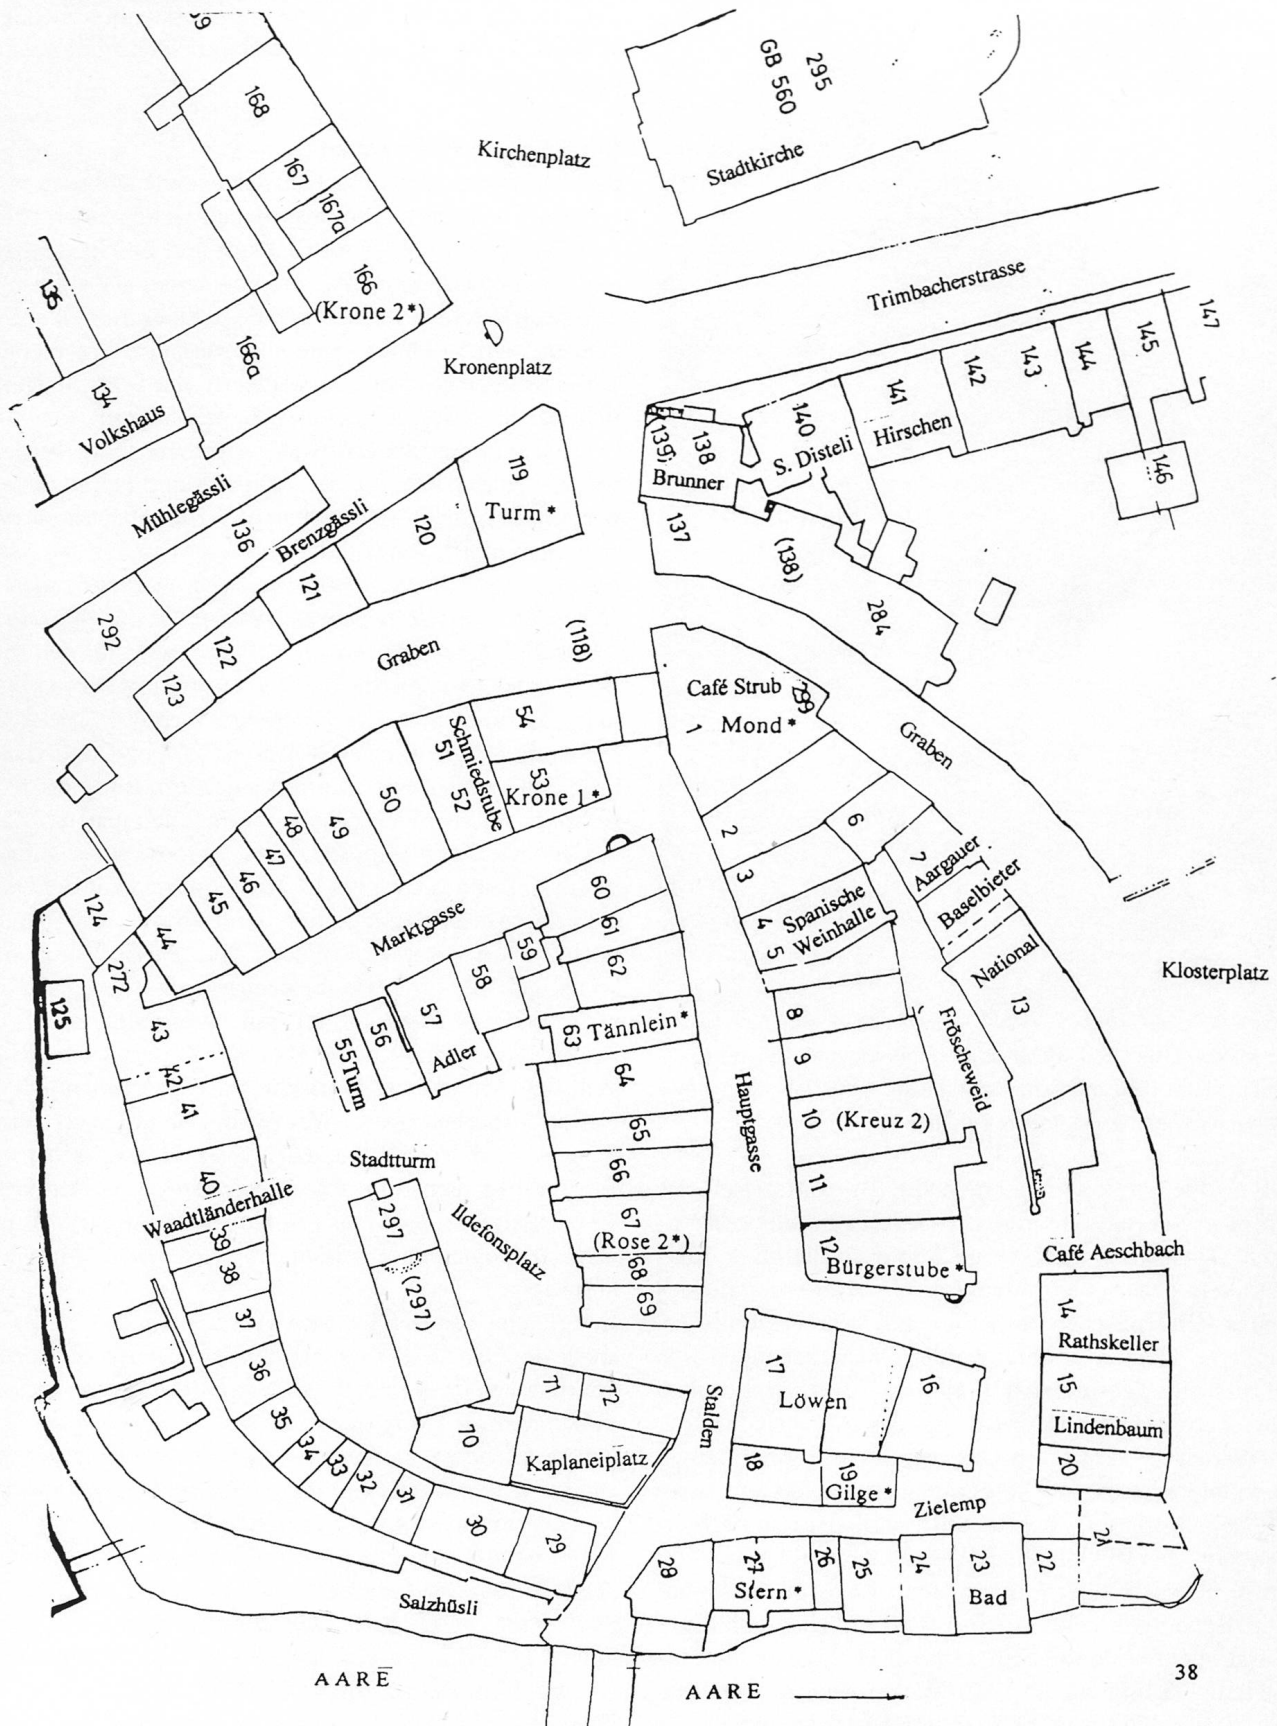 39
168
167
167a
166
(Krone 2*)
166a
135
134
Volkshaus
Kirchenplatz
295
GB 560
Stadtkirche
Trimbacherstrasse
Kronenplatz
147
145
144
143
142
141
Hirschen
140
S. Disteli
146
139
138
Brunner
137
(138)
284
Mühlegässli
136
Brenzgässli
119
Turm *
120
121
292
122
123
Graben
(118)
Café Strub
299
1
Mond *
Graben
54
Schmiedstube
51
52
53
Krone 1 *
50
49
48
47
46
45
44
124
272
125
43
42
41
40
Waadtländerhalle
39
38
37
36
35
34
33
32
31
30
29
Marktgasse
60
61
59
62
58
57
Adler
56
55 Turm
63 Tännlein *
64
65
66
67
(Rose 2*)
68
69
2
3
6
7
Aargauer
Baselbieter
4
5
Spanische
Weinhalle
National
13
Klosterplatz
8
9
10 (Kreuz 2)
11
12
Bürgerstube *
Fröscheweid
Hauptgasse
Stadtturm
297
(297)
Ildefonsplatz
Café Aeschbach
14
Rathskeller
15
Lindenbaum
20
17
Löwen
16
18
19
Gilge *
Stalden
71
72
70
Kaplaneiplatz
Zielemp
21
28
27
Stern *
26
25
24
23
Bad
22
Salzhüsli
AARE
AARE
38